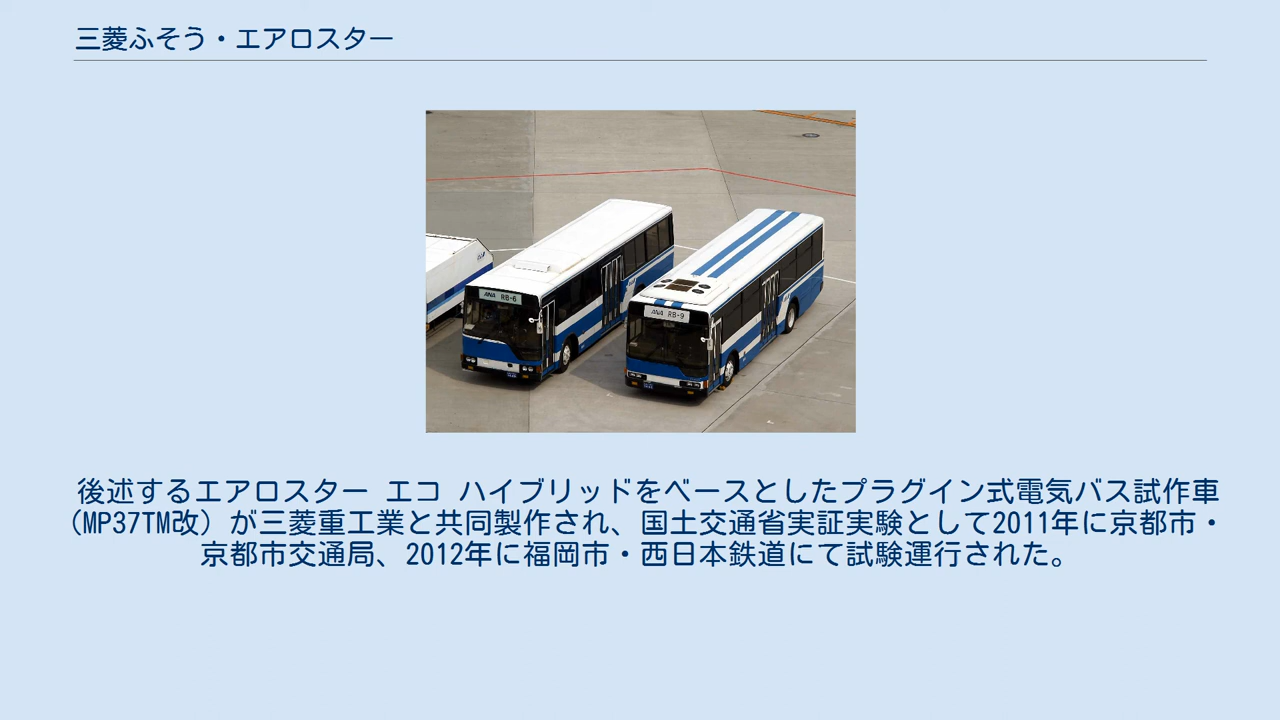 三菱ふそう・エアロスター
ANA RB-6
ANA RB-9
後述するエアロスター エコ ハイブリッドをベースとしたプラグイン式電気バス試作車
(MP37TM改) が三菱重工業と共同製作され、国土交通省実証実験として2011年に京都市・
京都市交通局、2012年に福岡市・西日本鉄道にて試験運行された。